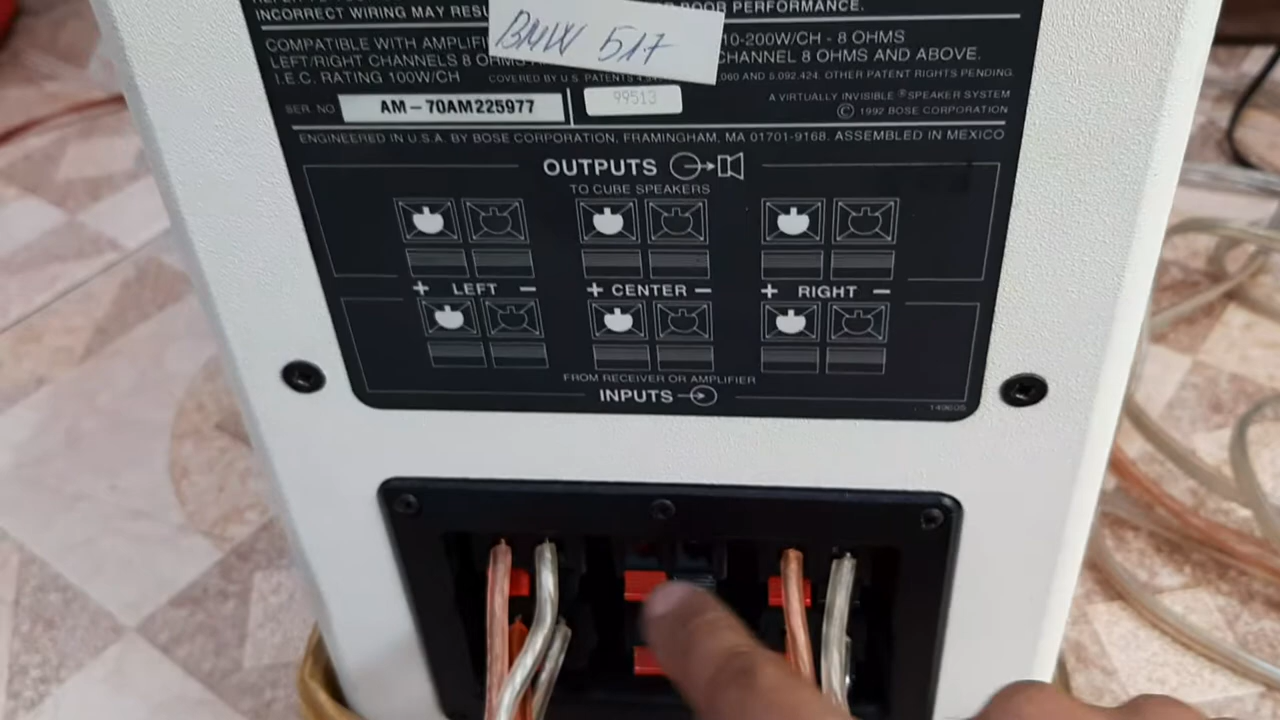 INCORRECT WIRING MAY POOR PERFORMANCE.
BMW 517
COMPATIBLE WITH 10-200W/CH - 8 OHMS
LEFT/RIGHT CHANNELS 8 CHANNEL 8 OHMS AND ABOVE.
I.E.C. RATING 100W/CH
COVERED BY U.S. PATENTS 060 AND 5,092,424. OTHER PATENT RIGHTS PENDING.
SER. NO AM-70AM225977
99513
A VIRTUALLY INVISIBLE ® SPEAKER SYSTEM
© 1992 BOSE CORPORATION
ENGINEERED IN U.S.A. BY BOSE CORPORATION, FRAMINGHAM, MA 01701-9168. ASSEMBLED IN MEXICO
OUTPUTS
TO CUBE SPEAKERS
+ LEFT − + CENTER − + RIGHT −
FROM RECEIVER OR AMPLIFIER
INPUTS